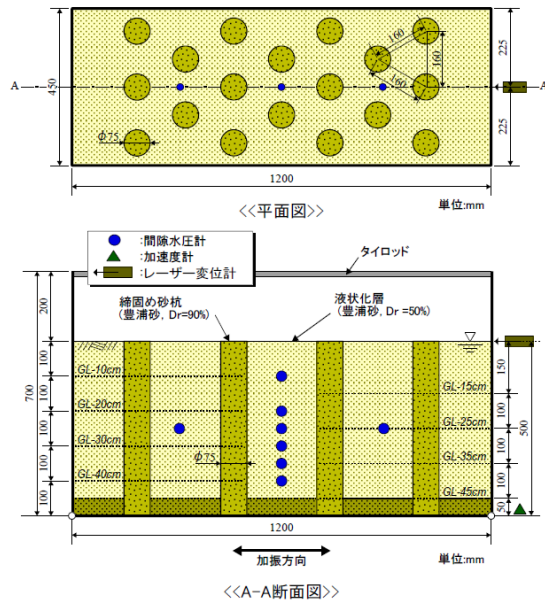 160
160
160
A
A
450
225
225
φ75
1200
<<平面図>>
単位:mm
:間隙水圧計
:加速度計
:レーザー変位計
タイロッド
締固め砂杭
(豊浦砂, Dr=90%)
液状化層
(豊浦砂, Dr=50%)
200
700
100
100
100
100
100
GL-10cm
GL-20cm
GL-30cm
GL-40cm
φ75
GL-15cm
GL-25cm
GL-35cm
GL-45cm
150
100
100
100
50
500
1200
加振方向
単位:mm
<<A-A断面図>>